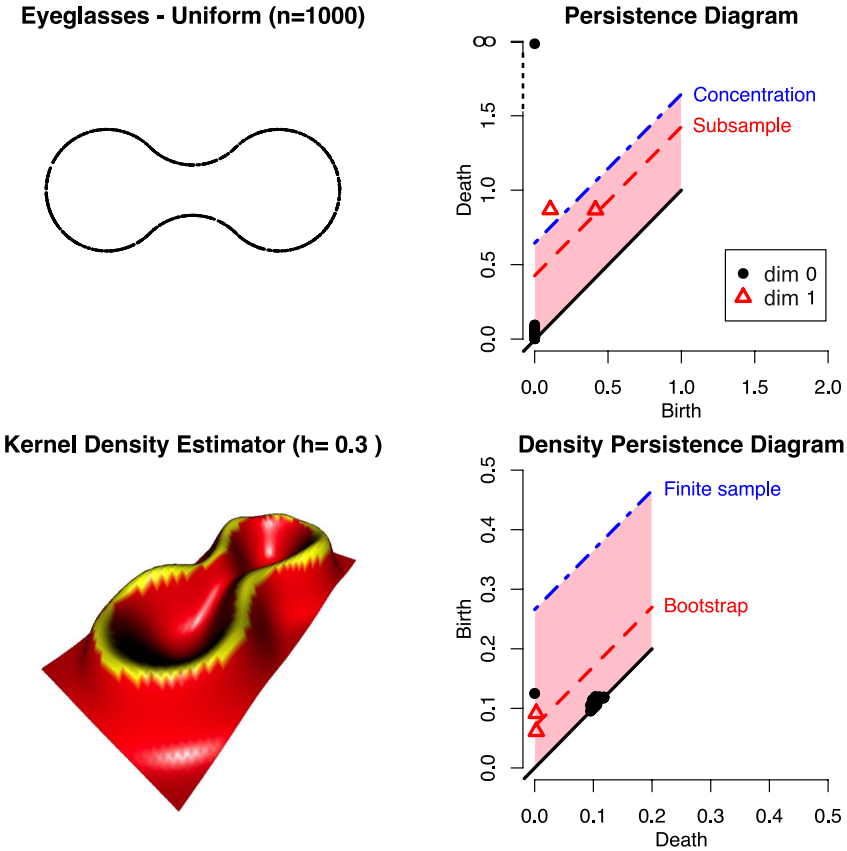 Eyeglasses - Uniform (n=1000)
Persistence Diagram
∞
1.5
1.0
0.5
0.0
Death
Concentration
Subsample
dim 0
dim 1
0.0 0.5 1.0 1.5 2.0
Birth
Kernel Density Estimator (h= 0.3 )
Density Persistence Diagram
0.5
0.4
0.3
0.2
0.1
0.0
Birth
Finite sample
Bootstrap
0.0 0.1 0.2 0.3 0.4 0.5
Death